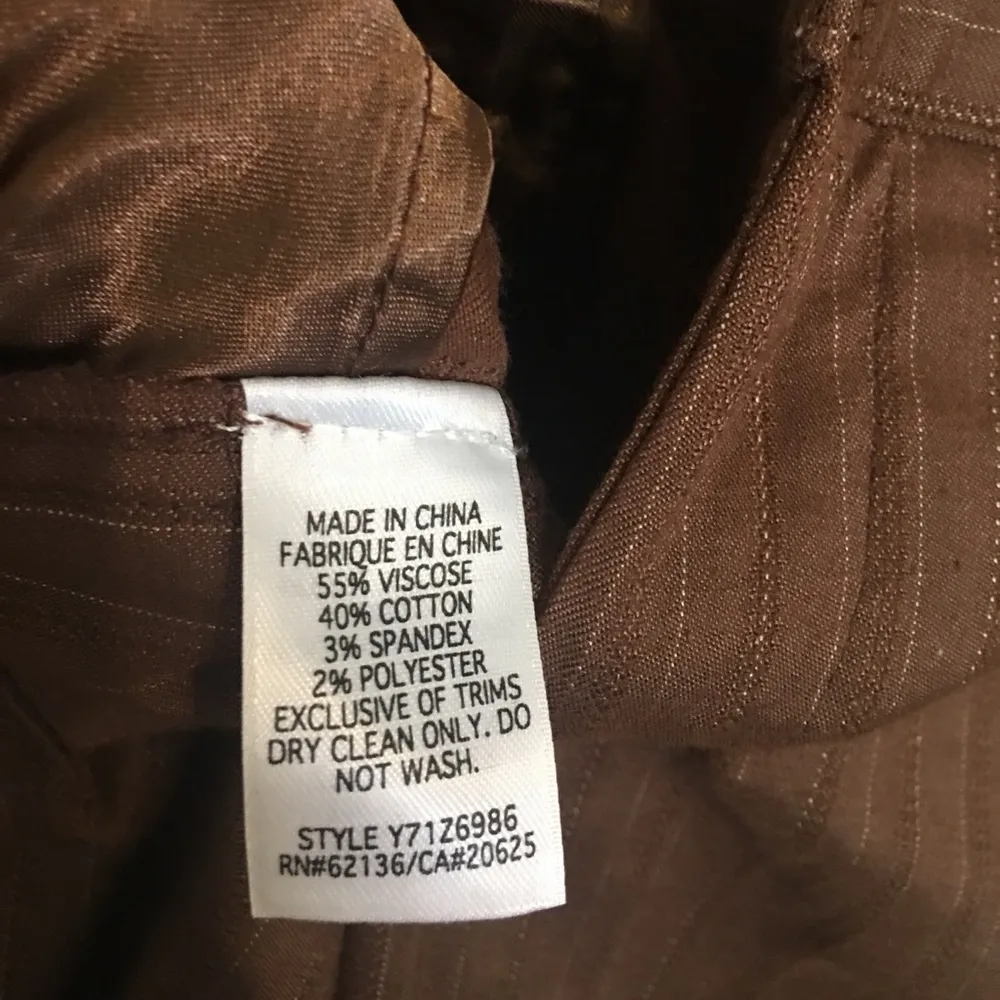 MADE IN CHINA
FABRIQUE EN CHINE
55% VISCOSE
40% COTTON
3% SPANDEX
2% POLYESTER
EXCLUSIVE OF TRIMS
DRY CLEAN ONLY. DO
NOT WASH.
STYLE Y71Z6986
RN#62136/CA#20625